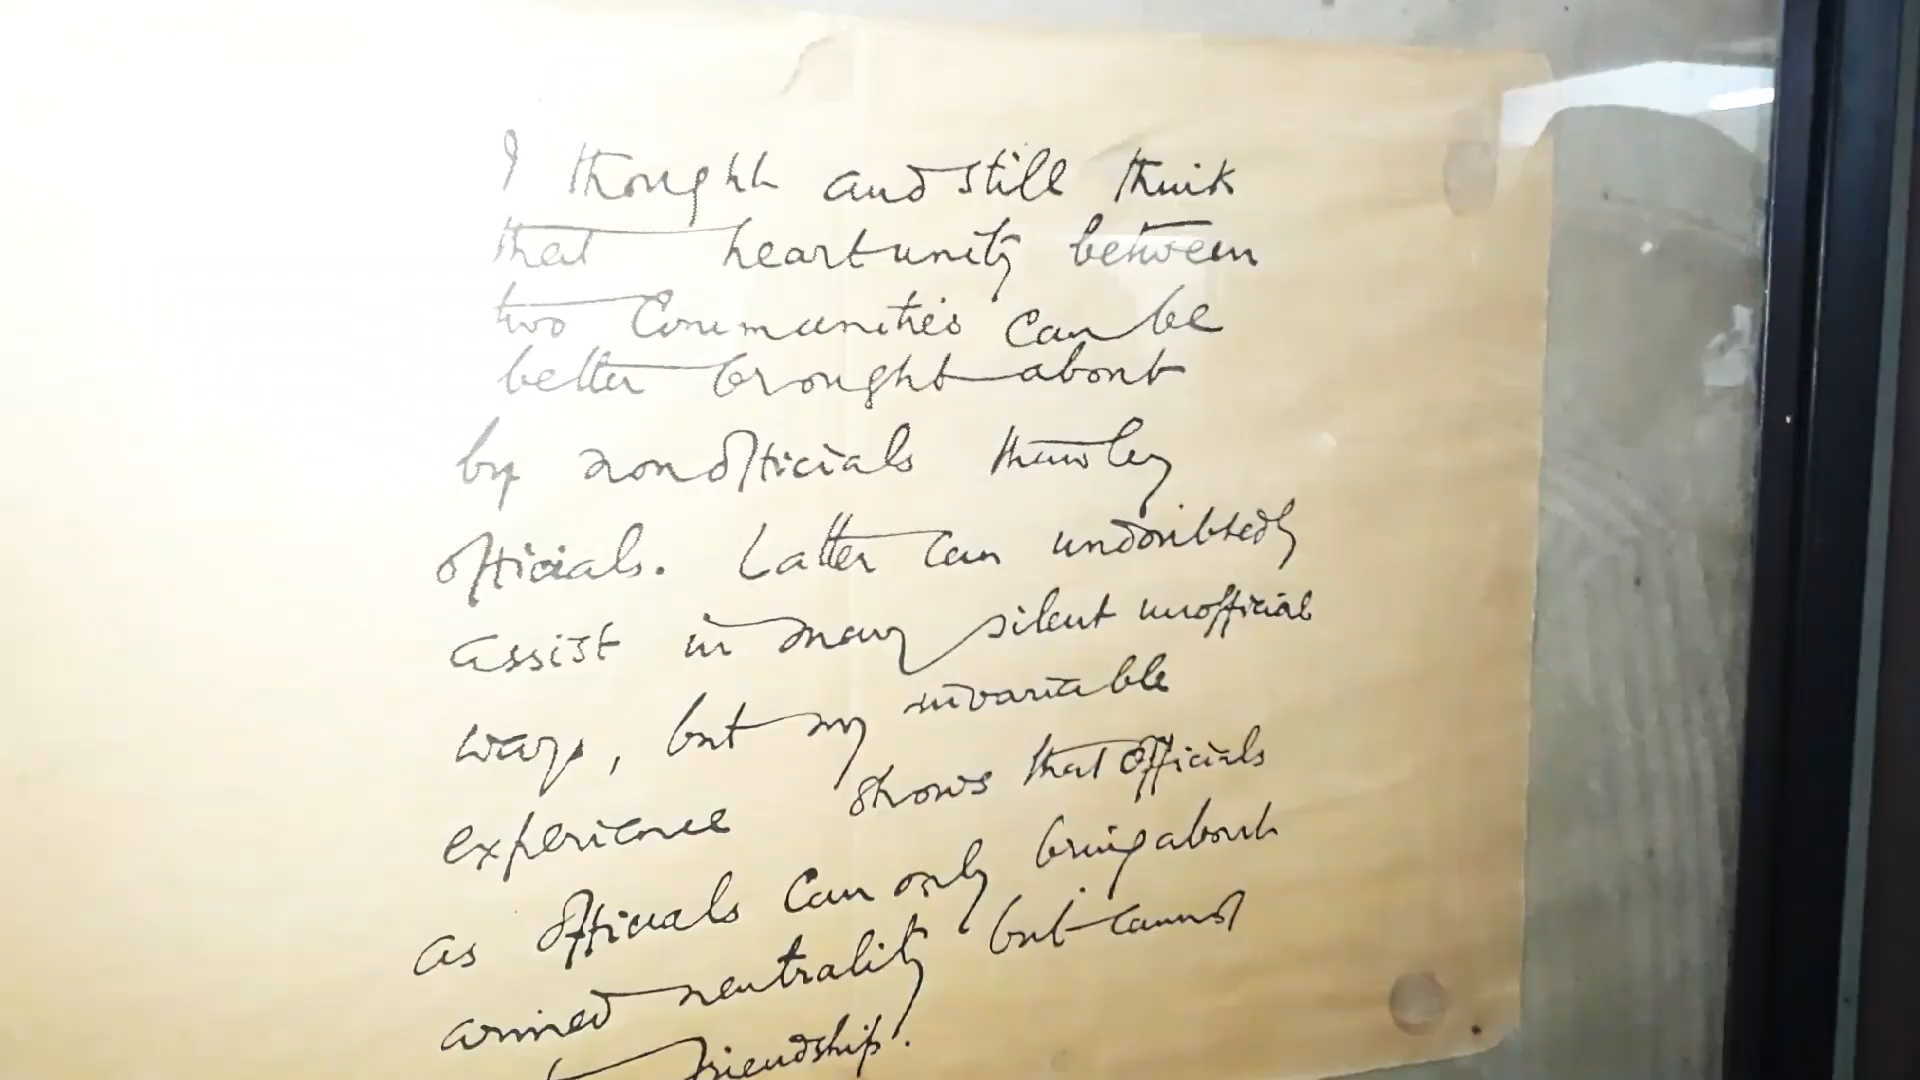 I thought and still think
that heart unity between
two Communities can be
better brought about
by nonofficials than by
officials. Latter can undoubtedly
assist in many silent unofficial
ways, but my invariable
experience shows that officials
as officials can only bring about
armed neutrality but cannot
friendship.